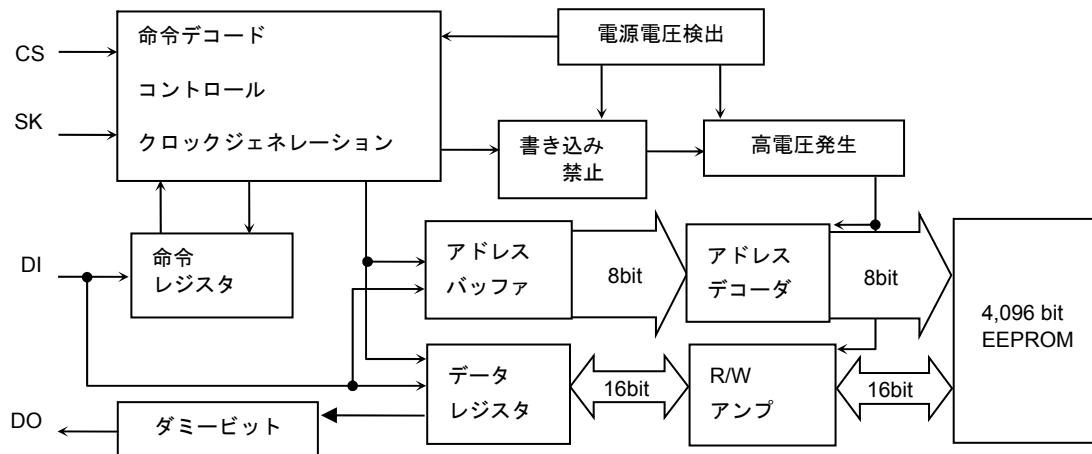 CS
SK
DI
DO
命令デコード
コントロール
クロックジェネレーション
電源電圧検出
書き込み
禁止
高電圧発生
命令
レジスタ
アドレス
バッファ
8bit
アドレス
デコーダ
8bit
4,096 bit
EEPROM
データ
レジスタ
16bit
R/W
アンプ
16bit
ダミービット